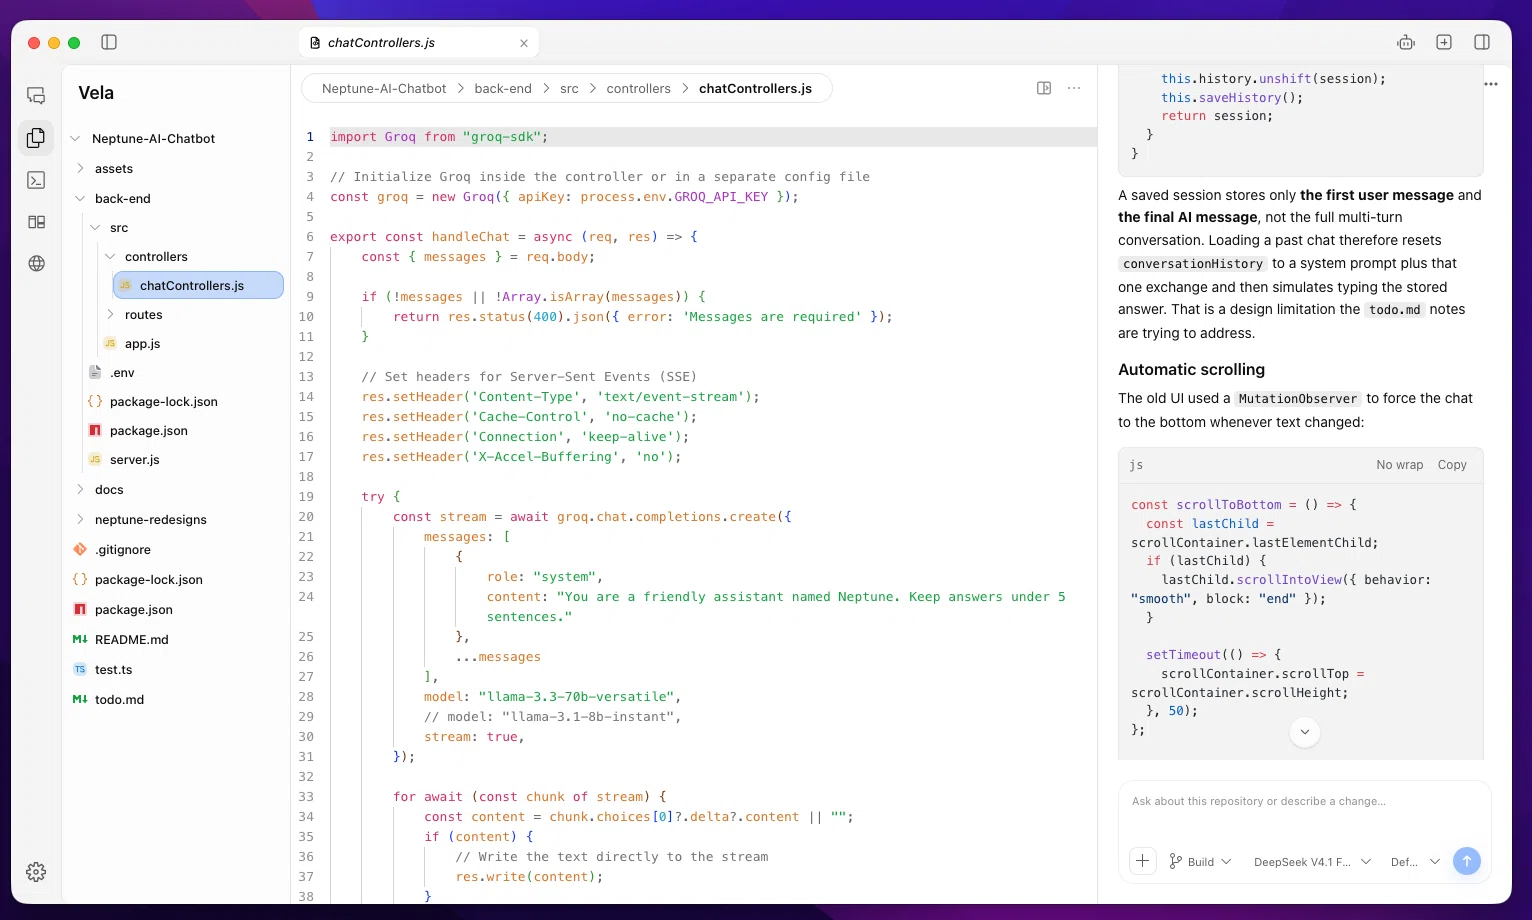 chatControllers.js
Vela
Neptune-AI-Chatbot
assets
back-end
src
controllers
JS chatControllers.js
routes
JS app.js
.env
{ } package-lock.json
package.json
JS server.js
docs
neptune-redesigns
.gitignore
{ } package-lock.json
package.json
M↓ README.md
TS test.ts
M↓ todo.md
Neptune-AI-Chatbot > back-end > src > controllers > chatControllers.js
1 import Groq from "groq-sdk";
2
3 // Initialize Groq inside the controller or in a separate config file
4 const groq = new Groq({ apiKey: process.env.GROQ_API_KEY });
5
6 export const handleChat = async (req, res) => {
7 const { messages } = req.body;
8
9 if (!messages || !Array.isArray(messages)) {
10 return res.status(400).json({ error: 'Messages are required' });
11 }
12
13 // Set headers for Server-Sent Events (SSE)
14 res.setHeader('Content-Type', 'text/event-stream');
15 res.setHeader('Cache-Control', 'no-cache');
16 res.setHeader('Connection', 'keep-alive');
17 res.setHeader('X-Accel-Buffering', 'no');
18
19 try {
20 const stream = await groq.chat.completions.create({
21 messages: [
22 {
23 role: "system",
24 content: "You are a friendly assistant named Neptune. Keep answers under 5
sentences."
25 },
26 ...messages
27 ],
28 model: "llama-3.3-70b-versatile",
29 // model: "llama-3.1-8b-instant",
30 stream: true,
31 });
32
33 for await (const chunk of stream) {
34 const content = chunk.choices[0]?.delta?.content || "";
35 if (content) {
36 // Write the text directly to the stream
37 res.write(content);
38 }
this.history.unshift(session);
this.saveHistory();
return session;
}
}
A saved session stores only the first user message and
the final AI message, not the full multi-turn
conversation. Loading a past chat therefore resets
conversationHistory to a system prompt plus that
one exchange and then simulates typing the stored
answer. That is a design limitation the todo.md notes
are trying to address.
Automatic scrolling
The old UI used a MutationObserver to force the chat
to the bottom whenever text changed:
js No wrap Copy
const scrollToBottom = () => {
const lastChild =
scrollContainer.lastElementChild;
if (lastChild) {
lastChild.scrollIntoView({ behavior:
"smooth", block: "end" });
}
setTimeout(() => {
scrollContainer.scrollTop =
scrollContainer.scrollHeight;
}, 50);
};
Ask about this repository or describe a change...
Build DeepSeek V4.1 F... Def...